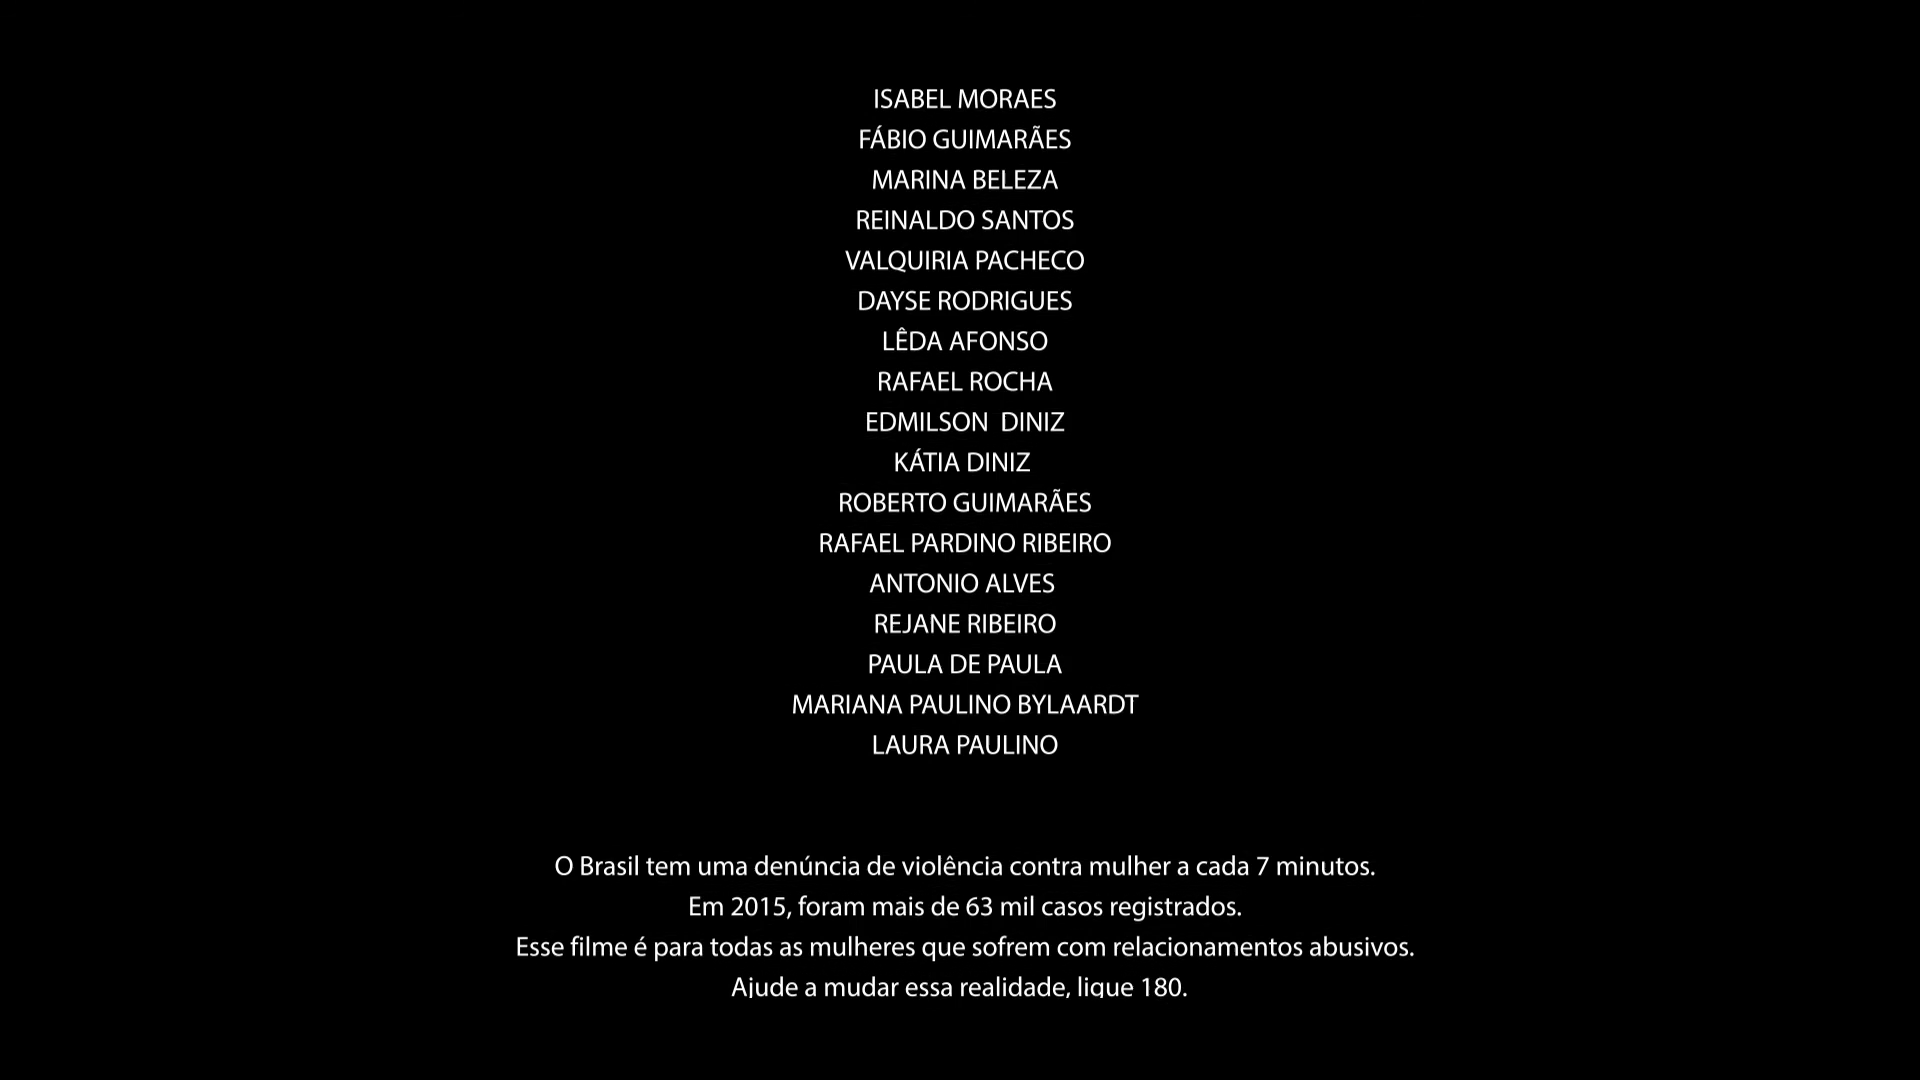 ISABEL MORAES
FÁBIO GUIMARÃES
MARINA BELEZA
REINALDO SANTOS
VALQUIRIA PACHECO
DAYSE RODRIGUES
LÊDA AFONSO
RAFAEL ROCHA
EDMILSON  DINIZ
KÁTIA DINIZ
ROBERTO GUIMARÃES
RAFAEL PARDINO RIBEIRO
ANTONIO ALVES
REJANE RIBEIRO
PAULA DE PAULA
MARIANA PAULINO BYLAARDT
LAURA PAULINO
O Brasil tem uma denúncia de violência contra mulher a cada 7 minutos.
Em 2015, foram mais de 63 mil casos registrados.
Esse filme é para todas as mulheres que sofrem com relacionamentos abusivos.
Ajude a mudar essa realidade, ligue 180.